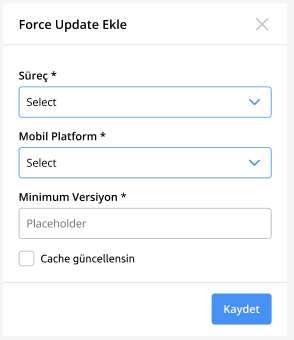 Force Update Ekle
Süreç *
Select
Mobil Platform *
Select
Minimum Versiyon *
Placeholder
Cache güncellensin
Kaydet